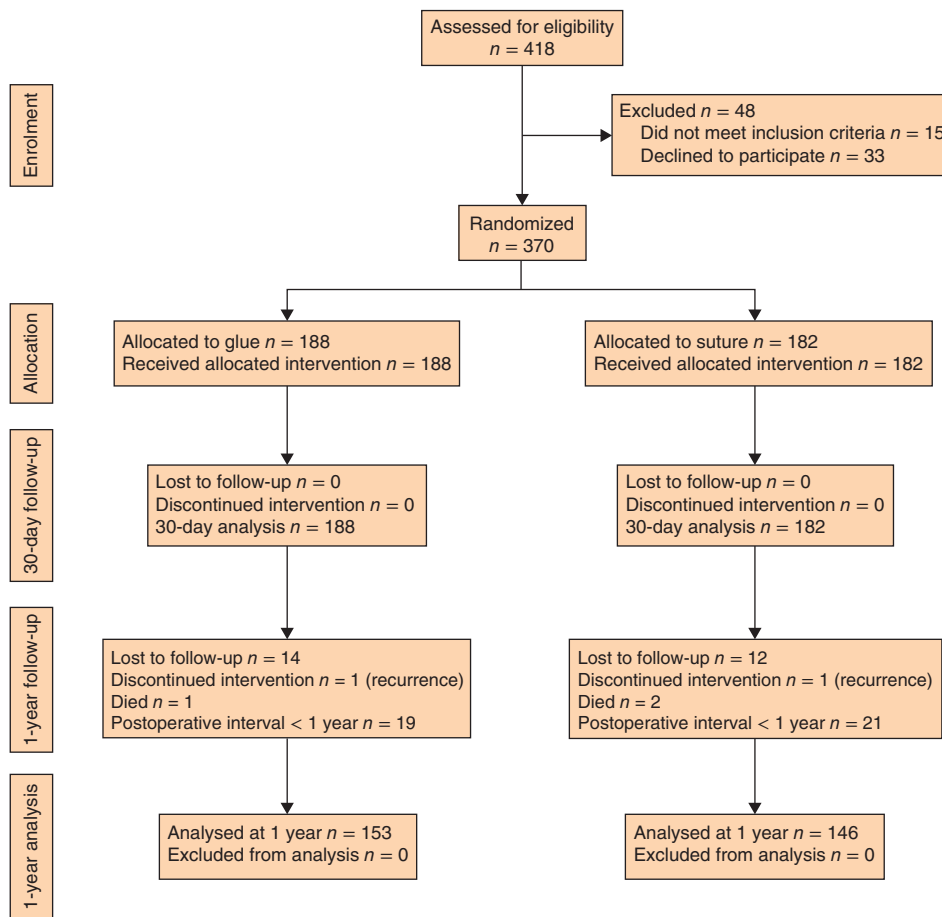 Assessed for eligibility
n = 418
Enrolment
Excluded n = 48
Did not meet inclusion criteria n = 15
Declined to participate n = 33
Randomized
n = 370
Allocation
Allocated to glue n = 188
Received allocated intervention n = 188
Allocated to suture n = 182
Received allocated intervention n = 182
30-day follow-up
Lost to follow-up n = 0
Discontinued intervention n = 0
30-day analysis n = 188
Lost to follow-up n = 0
Discontinued intervention n = 0
30-day analysis n = 182
1-year follow-up
Lost to follow-up n = 14
Discontinued intervention n = 1 (recurrence)
Died n = 1
Postoperative interval < 1 year n = 19
Lost to follow-up n = 12
Discontinued intervention n = 1 (recurrence)
Died n = 2
Postoperative interval < 1 year n = 21
1-year analysis
Analysed at 1 year n = 153
Excluded from analysis n = 0
Analysed at 1 year n = 146
Excluded from analysis n = 0